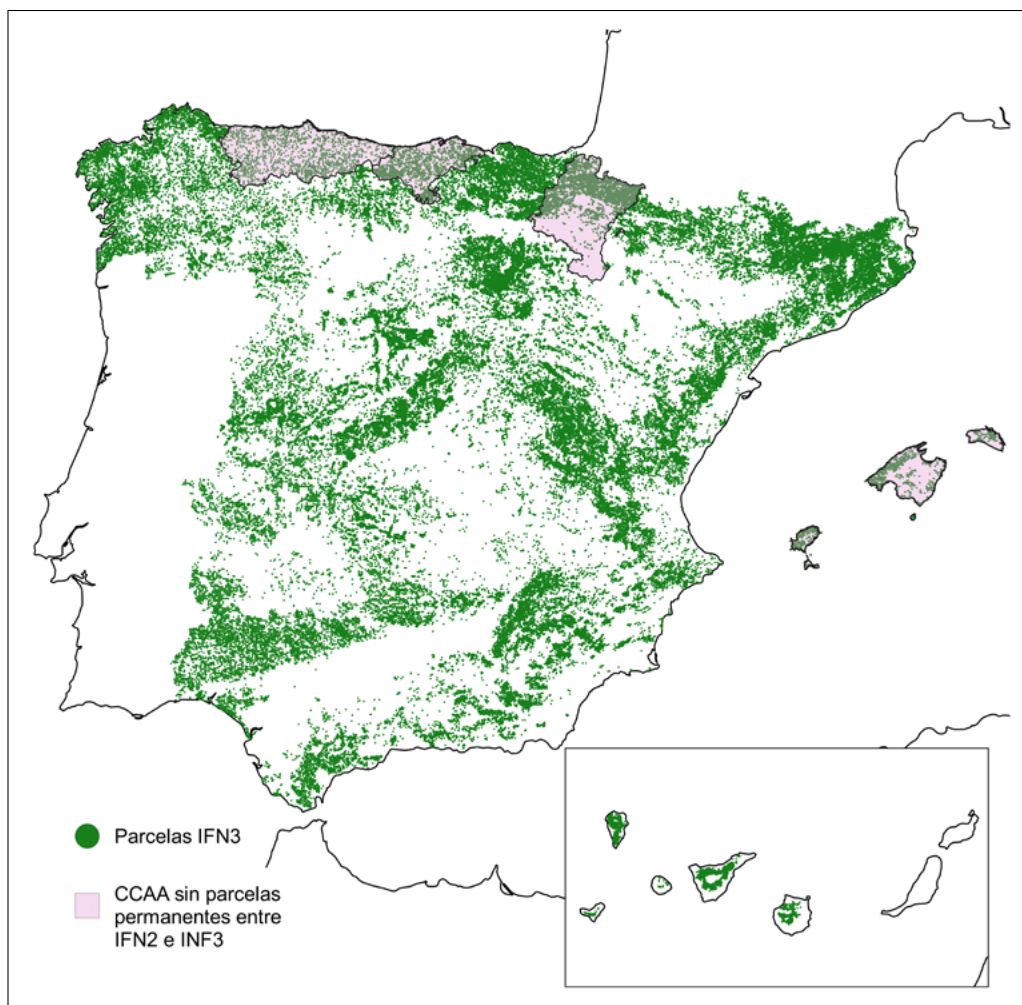 Parcelas IFN3
CCAA sin parcelas
permanentes entre
IFN2 e INF3